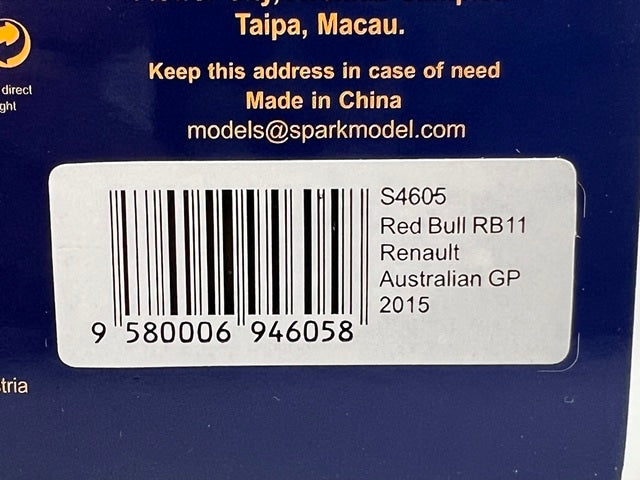 Taipa, Macau.
Keep this address in case of need
Made in China
models@sparkmodel.com
direct
ght
S4605
Red Bull RB11
Renault
Australian GP
2015
9 580006 946058
tria